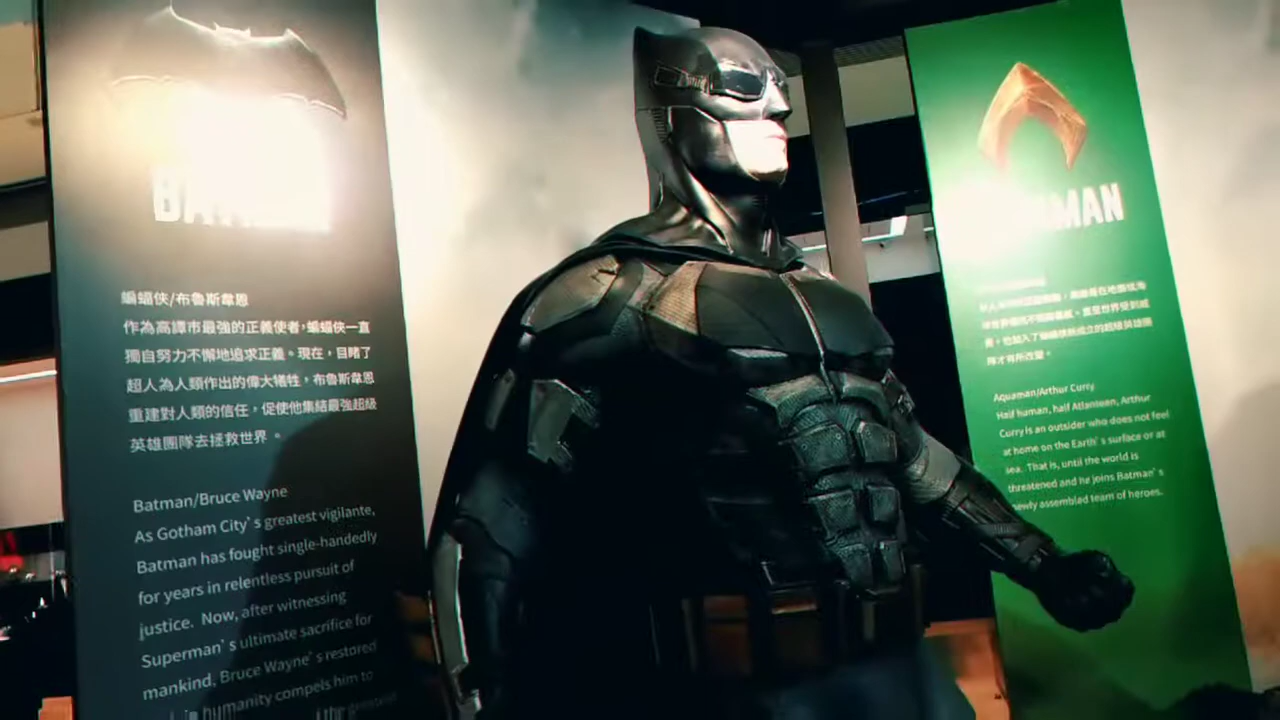 BA
蝙蝠俠/布魯斯韋恩
作為高譚市最強的正義使者，蝙蝠俠一直
獨自努力不懈地追求正義。現在，目睹了
超人為人類作出的偉大犧牲，布魯斯韋恩
重建對人類的信任，促使他集結最強超級
英雄團隊去拯救世界。
Batman/Bruce Wayne
As Gotham City's greatest vigilante,
Batman has fought single-handedly
for years in relentless pursuit of
justice. Now, after witnessing
Superman's ultimate sacrifice for
mankind, Bruce Wayne's restored
humanity compels him to
the greatest
MAN
Aquaman/Arthur Curry
Half human, half Atlantean, Arthur
Curry is an outsider who does not feel
at home on the Earth's surface or at
sea. That is, until the world is
threatened and he joins Batman's
newly assembled team of heroes.